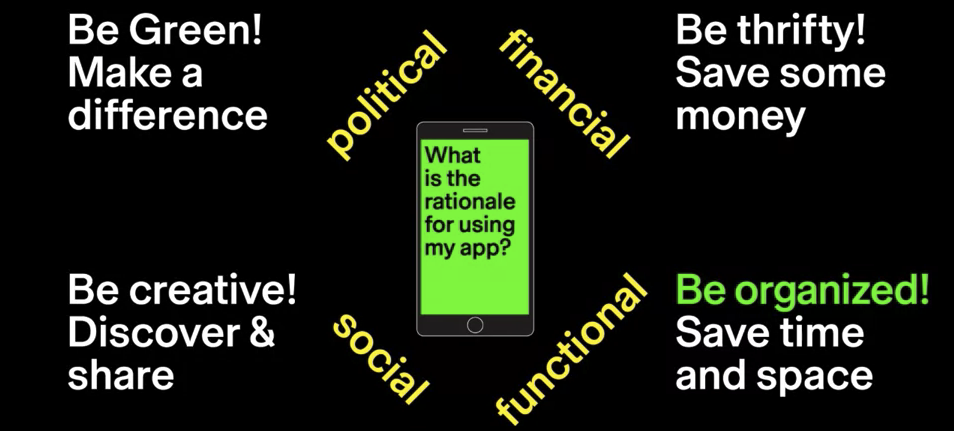 Be Green!
Make a
difference
political
financial
Be thrifty!
Save some
money
What
is the
rationale
for using
my app?
Be creative!
Discover &
share
social
functional
Be organized!
Save time
and space